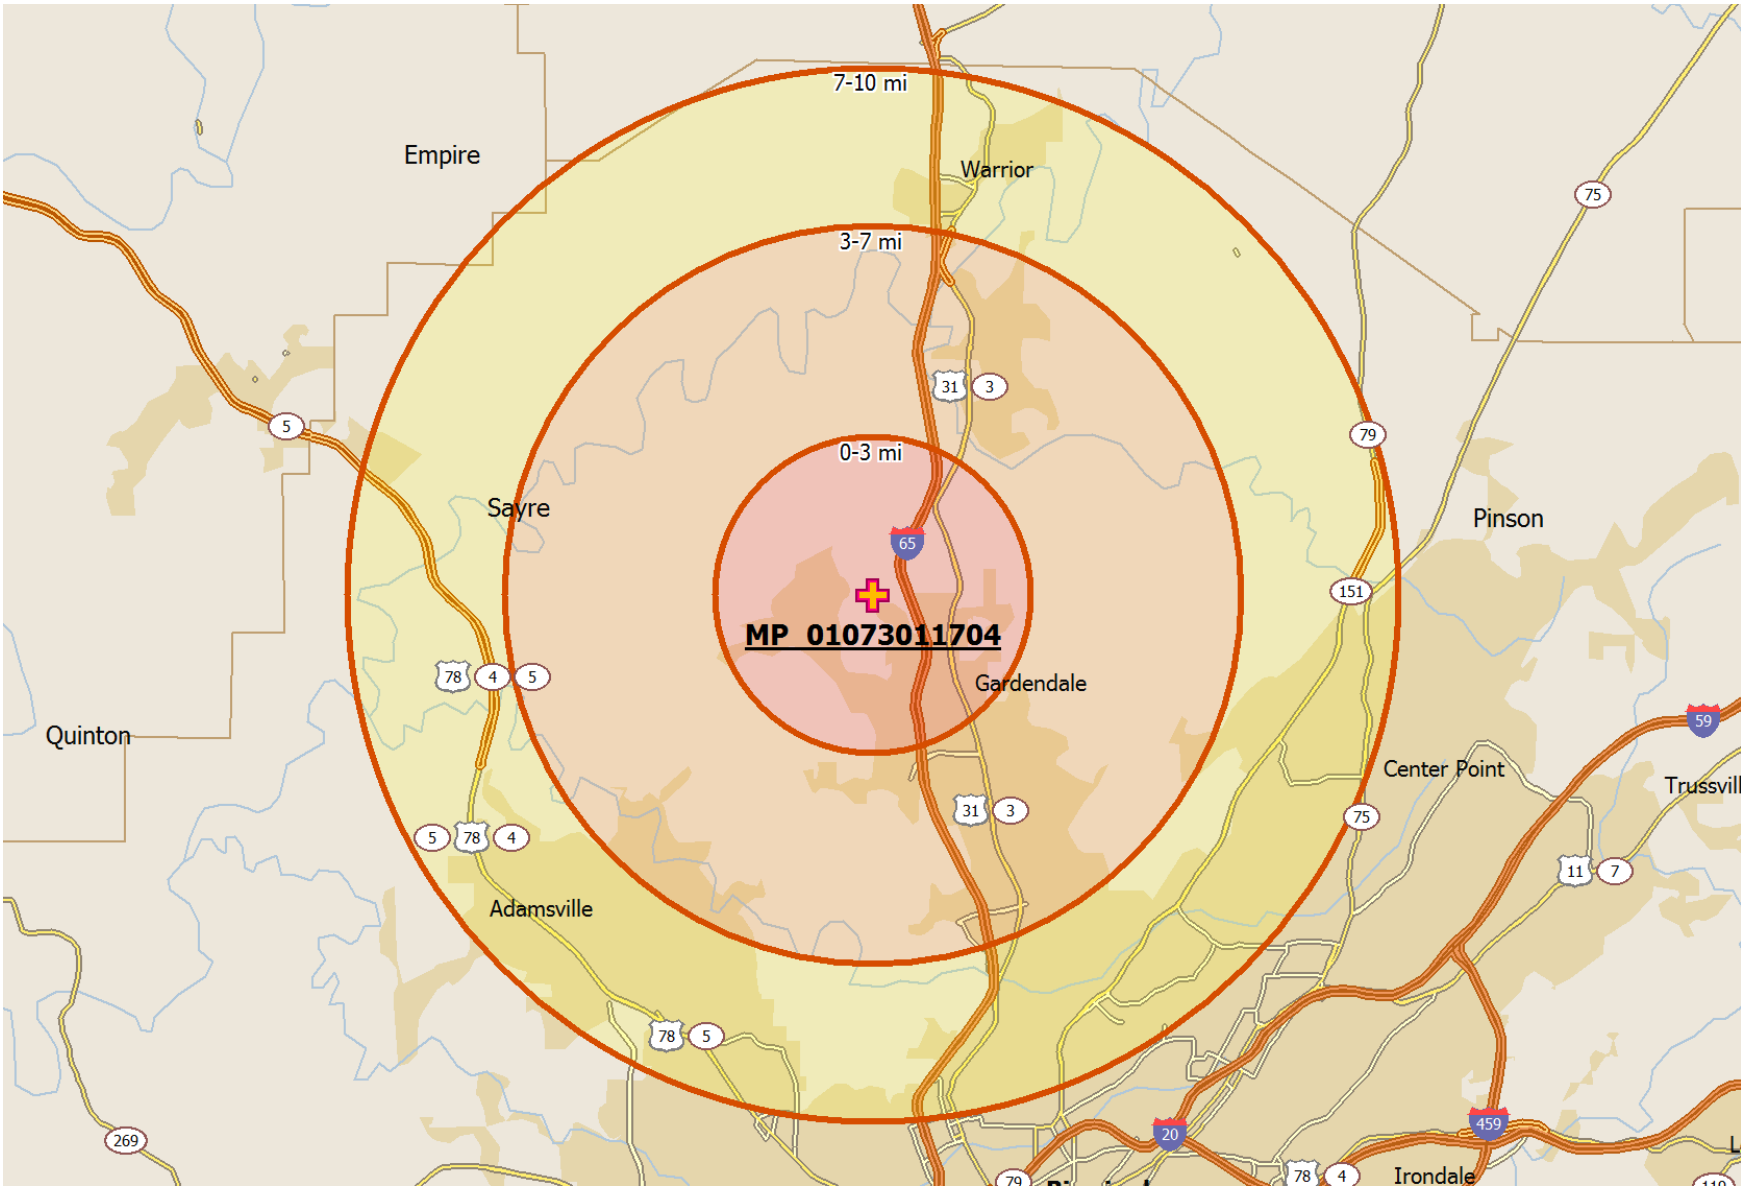 7-10 mi
Empire
Warrior
75
3-7 mi
31 3
5
79
0-3 mi
Sayre
Pinson
65
151
MP 01073011704
78 4 5
Gardendale
59
Quinton
Center Point
Trussvill
31 3
75
5 78 4
11 7
Adamsville
78 5
269
20
459
79
78 4
Irondale